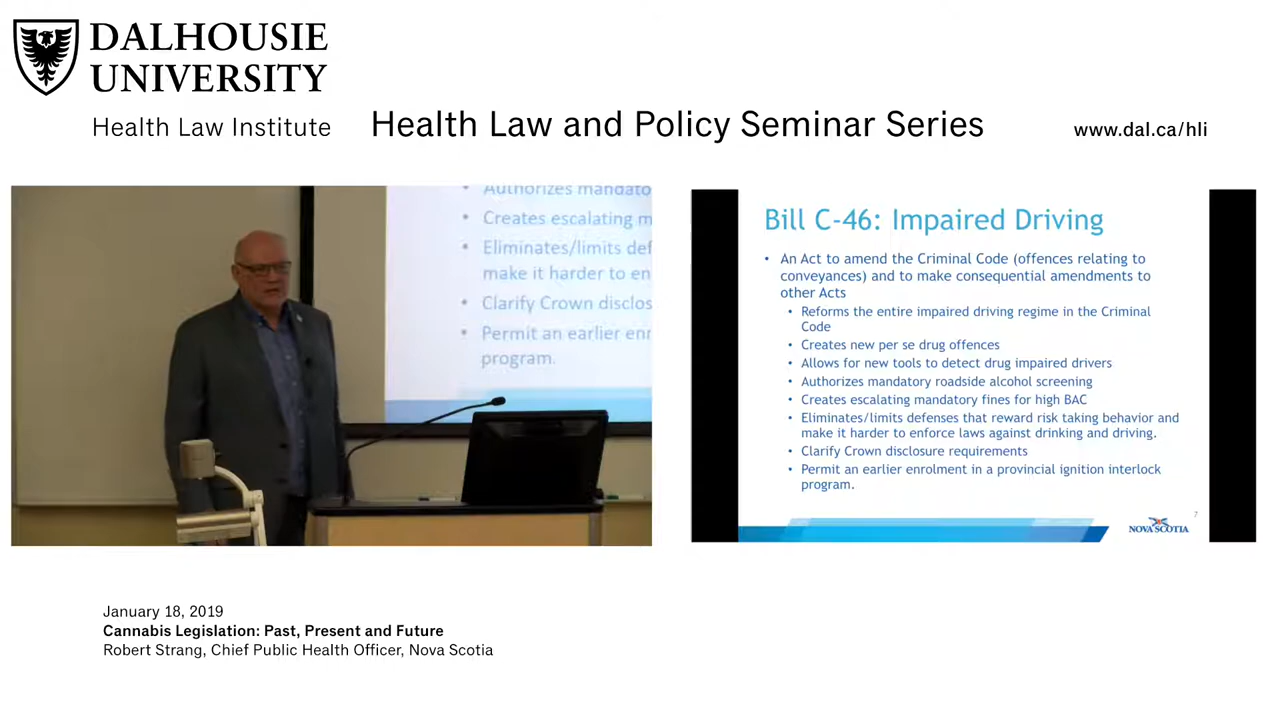 DALHOUSIE
UNIVERSITY
Health Law Institute
Health Law and Policy Seminar Series
www.dal.ca/hli
Authorizes mandato
• Creates escalating m
• Eliminates/limits def
make it harder to en
• Clarify Crown disclos
• Permit an earlier enr
program.
Bill C-46: Impaired Driving
• An Act to amend the Criminal Code (offences relating to
conveyances) and to make consequential amendments to
other Acts
• Reforms the entire impaired driving regime in the Criminal
Code
• Creates new per se drug offences
• Allows for new tools to detect drug impaired drivers
• Authorizes mandatory roadside alcohol screening
• Creates escalating mandatory fines for high BAC
• Eliminates/limits defenses that reward risk taking behavior and
make it harder to enforce laws against drinking and driving.
• Clarify Crown disclosure requirements
• Permit an earlier enrolment in a provincial ignition interlock
program.
7
NOVA SCOTIA
January 18, 2019
Cannabis Legislation: Past, Present and Future
Robert Strang, Chief Public Health Officer, Nova Scotia